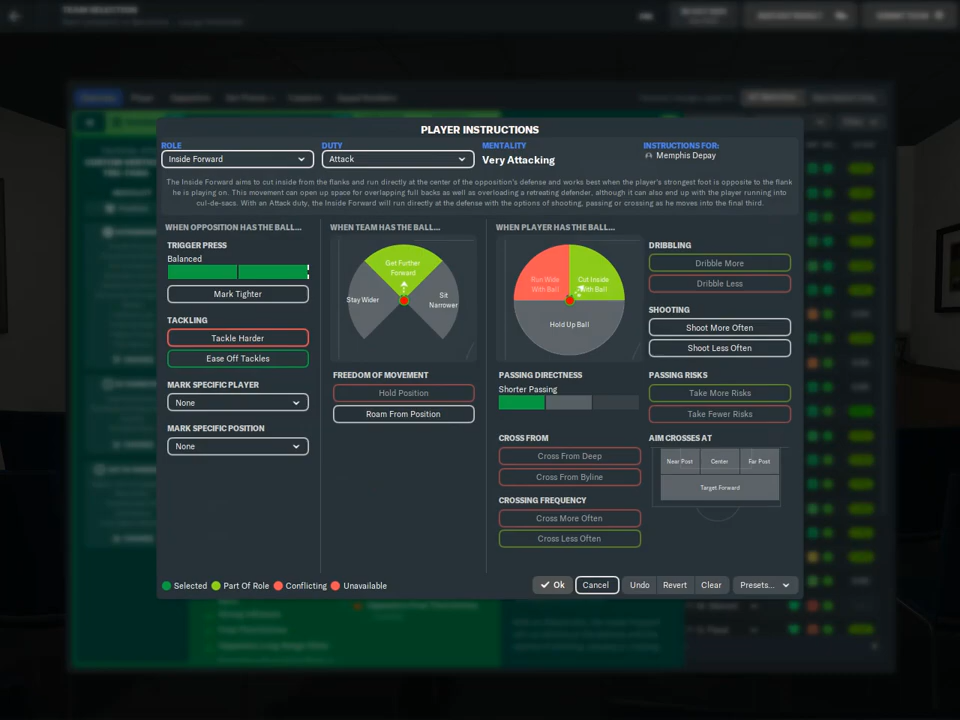 TEAM SELECTION
PLAYER INSTRUCTIONS
ROLE
DUTY
MENTALITY
INSTRUCTIONS FOR:
Inside Forward
Attack
Very Attacking
Memphis Depay
The Inside Forward aims to cut inside from the flanks and run directly at the center of the opposition's defense and works best when the player's strongest foot is opposite to the flank
he is playing on. This movement can open up space for overlapping full backs as well as overloading a retreating defender, although it can also end up with the player running into
cul-de-sacs. With an Attack duty, the Inside Forward will run directly at the defense with the options of shooting, passing or crossing as he moves into the final third.
WHEN OPPOSITION HAS THE BALL...
TRIGGER PRESS
Balanced
Mark Tighter
TACKLING
Tackle Harder
Ease Off Tackles
MARK SPECIFIC PLAYER
None
MARK SPECIFIC POSITION
None
WHEN TEAM HAS THE BALL...
Get Further
Forward
Stay Wider
Sit
Narrower
FREEDOM OF MOVEMENT
Hold Position
Roam From Position
WHEN PLAYER HAS THE BALL...
Run Wide
With Ball
Cut Inside
With Ball
Hold Up Ball
PASSING DIRECTNESS
Shorter Passing
CROSS FROM
Cross From Deep
Cross From Byline
CROSSING FREQUENCY
Cross More Often
Cross Less Often
DRIBBLING
Dribble More
Dribble Less
SHOOTING
Shoot More Often
Shoot Less Often
PASSING RISKS
Take More Risks
Take Fewer Risks
AIM CROSSES AT
Near Post
Center
Far Post
Target Forward
Selected
Part Of Role
Conflicting
Unavailable
Ok
Cancel
Undo
Revert
Clear
Presets...